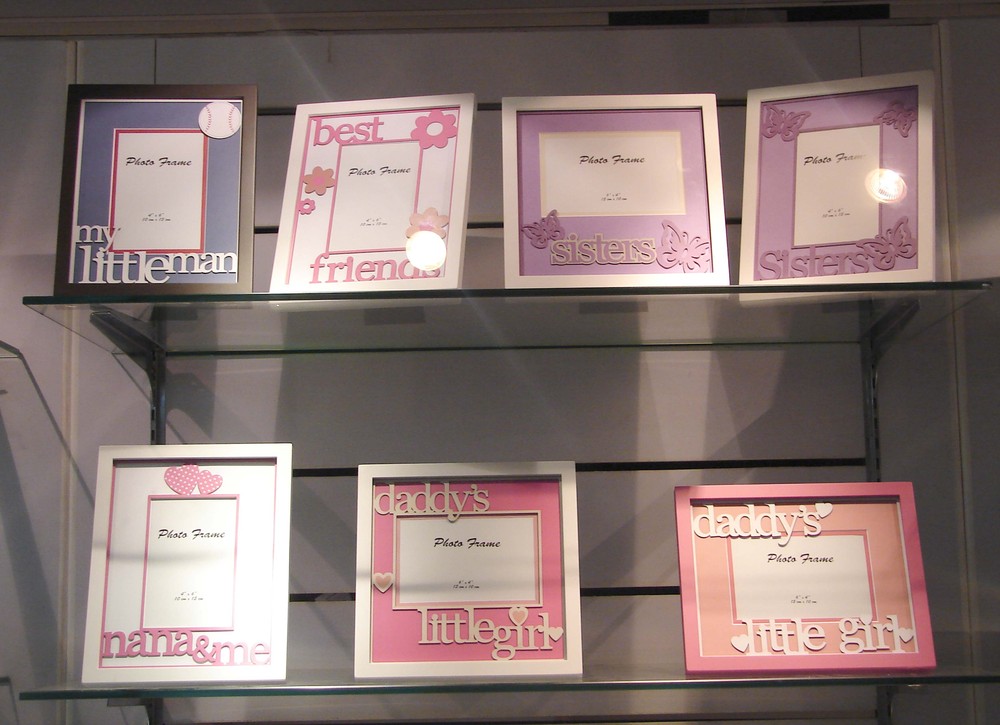 Photo Frame
my
little man
best
Photo Frame
friends
Photo Frame
sisters
Photo Frame
sisters
Photo Frame
nana & me
daddy's
Photo Frame
little girl
daddy's
Photo Frame
little girl